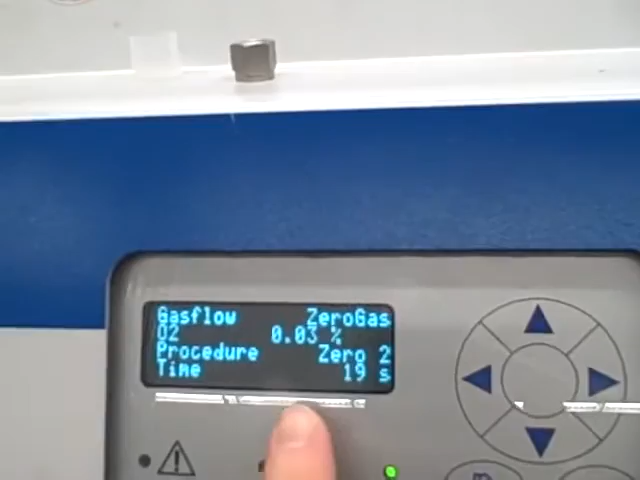 Gasflow ZeroGas
O2 0.03 %
Procedure Zero 2
Time 19 s